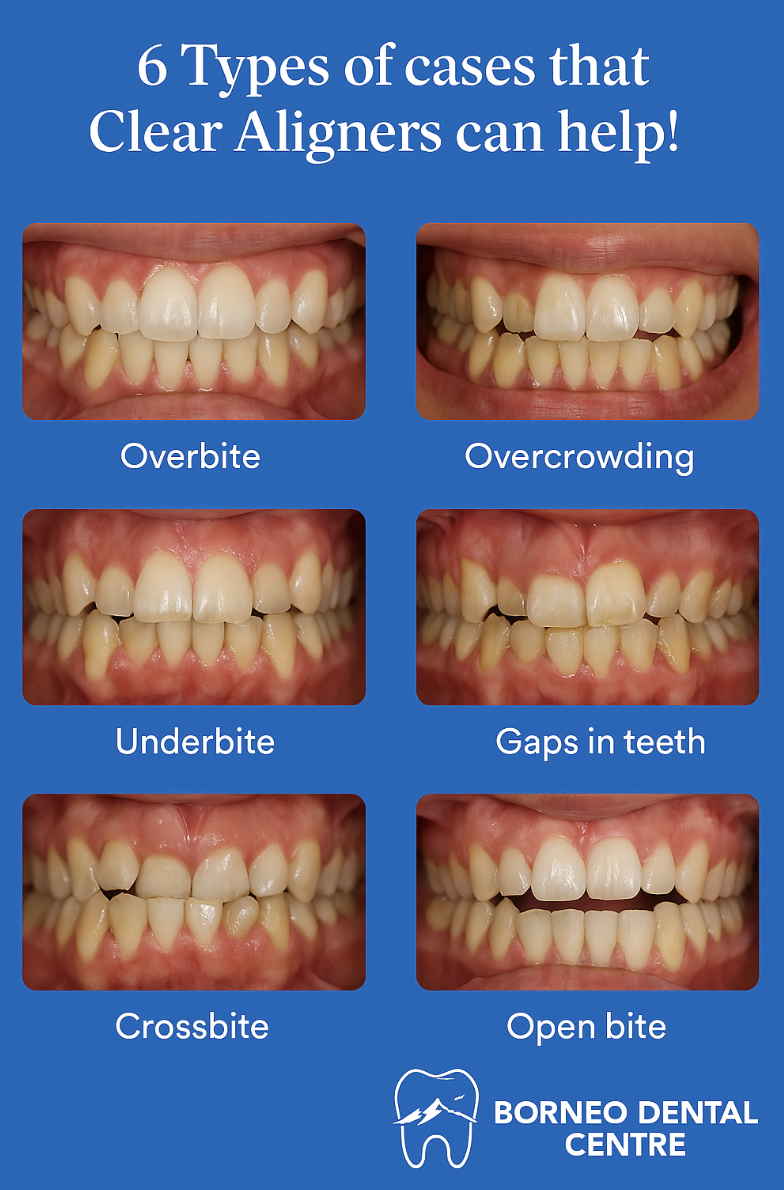 6 Types of cases that
Clear Aligners can help!
Overbite
Overcrowding
Underbite
Gaps in teeth
Crossbite
Open bite
BORNEO DENTAL
CENTRE